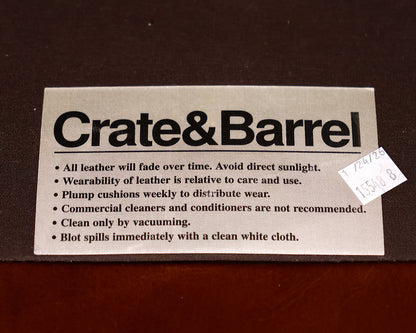 Crate&Barrel
• All leather will fade over time. Avoid direct sunlight.
• Wearability of leather is relative to care and use.
• Plump cushions weekly to distribute wear.
• Commercial cleaners and conditioners are not recommended.
• Clean only by vacuuming.
• Blot spills immediately with a clean white cloth.